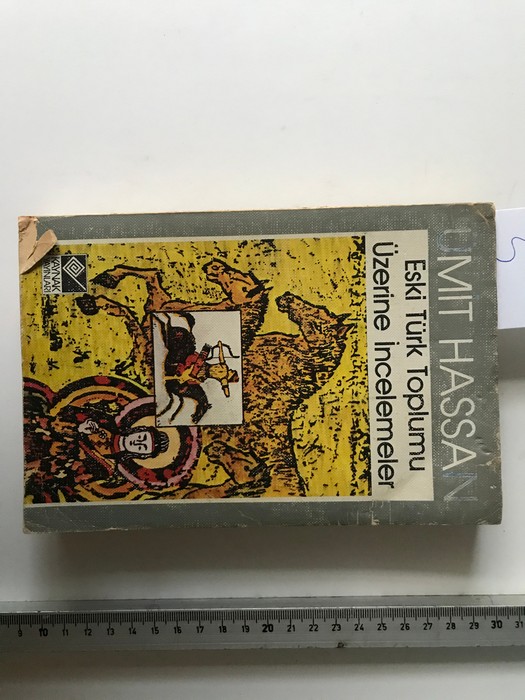 ÜMİT HASSAN
Eski Türk Toplumu
Üzerine İncelemeler
KAYNAK
YAYINLARI
9 10 11 12 13 14 15 16 17 18 19 20 21 22 23 24 25 26 27 28 29 30 31